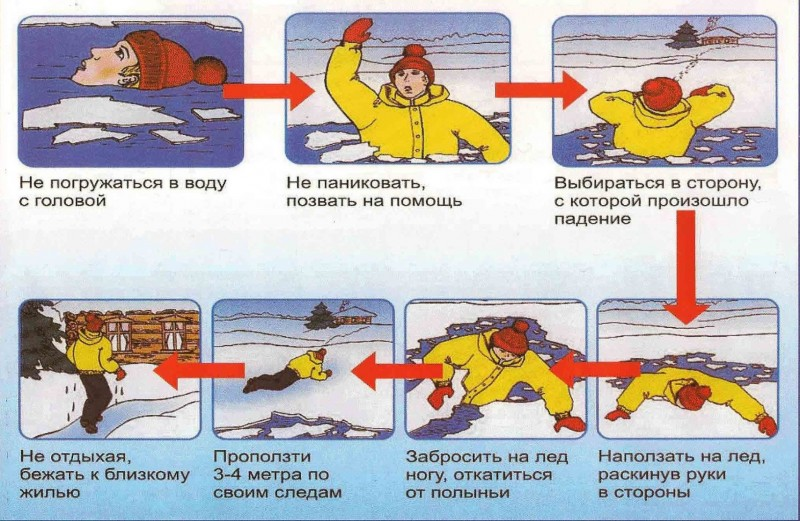 Не погружаться в воду
с головой
Не паниковать,
позвать на помощь
Выбираться в сторону,
с которой произошло
падение
Наползать на лед,
раскинув руки
в стороны
Забросить на лед
ногу, откатиться
от полыньи
Проползти
3-4 метра по
своим следам
Не отдыхая,
бежать к близкому
жилью